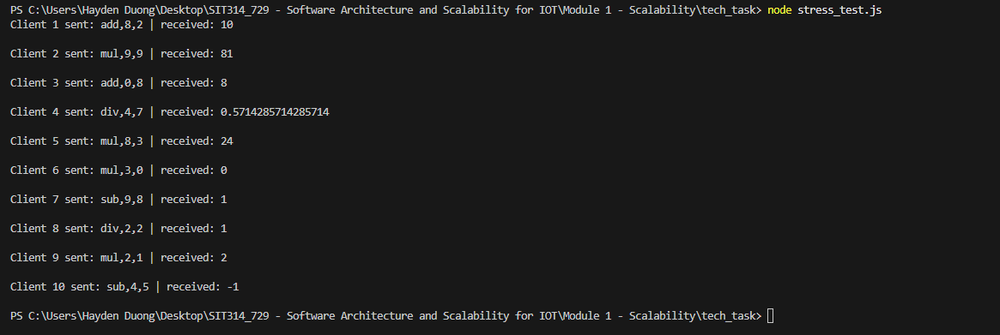 PS C:\Users\Hayden Duong\Desktop\SIT314_729 - Software Architecture and Scalability for IOT\Module 1 - Scalability\tech_task> node stress_test.js
Client 1 sent: add,8,2 | received: 10
Client 2 sent: mul,9,9 | received: 81
Client 3 sent: add,0,8 | received: 8
Client 4 sent: div,4,7 | received: 0.5714285714285714
Client 5 sent: mul,8,3 | received: 24
Client 6 sent: mul,3,0 | received: 0
Client 7 sent: sub,9,8 | received: 1
Client 8 sent: div,2,2 | received: 1
Client 9 sent: mul,2,1 | received: 2
Client 10 sent: sub,4,5 | received: -1
PS C:\Users\Hayden Duong\Desktop\SIT314_729 - Software Architecture and Scalability for IOT\Module 1 - Scalability\tech_task>